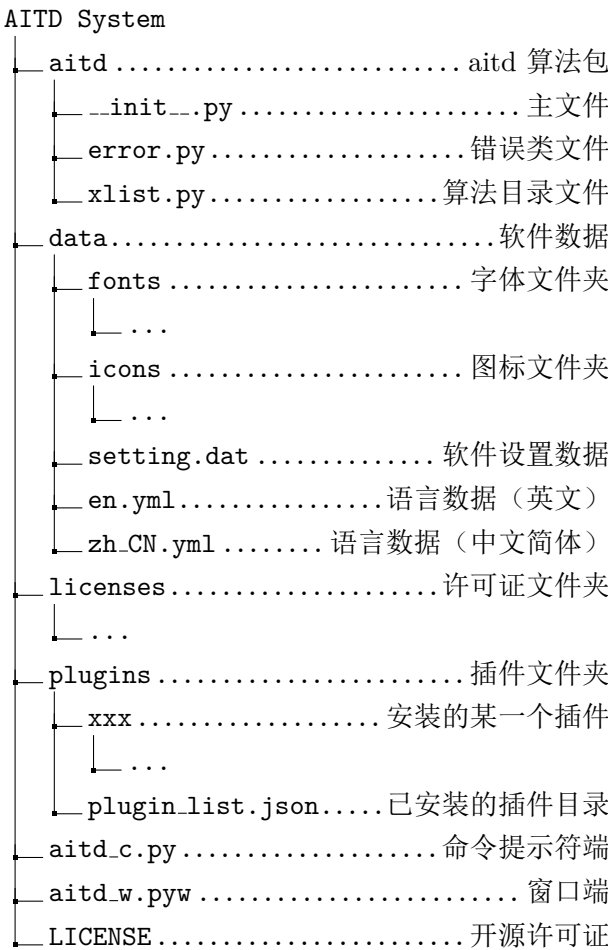 AITD System
aitd ........................... aitd 算法包
__init__.py ...................... 主文件
error.py .................... 错误类文件
xlist.py .................. 算法目录文件
data .............................. 软件数据
fonts ....................... 字体文件夹
...
icons ....................... 图标文件夹
...
setting.dat .............. 软件设置数据
en.yml ................ 语言数据（英文）
zh_CN.yml ........ 语言数据（中文简体）
licenses ..................... 许可证文件夹
...
plugins ........................ 插件文件夹
xxx ................... 安装的某一个插件
...
plugin_list.json ..... 已安装的插件目录
aitd_c.py .................... 命令提示符端
aitd_w.pyw ......................... 窗口端
LICENSE ........................ 开源许可证